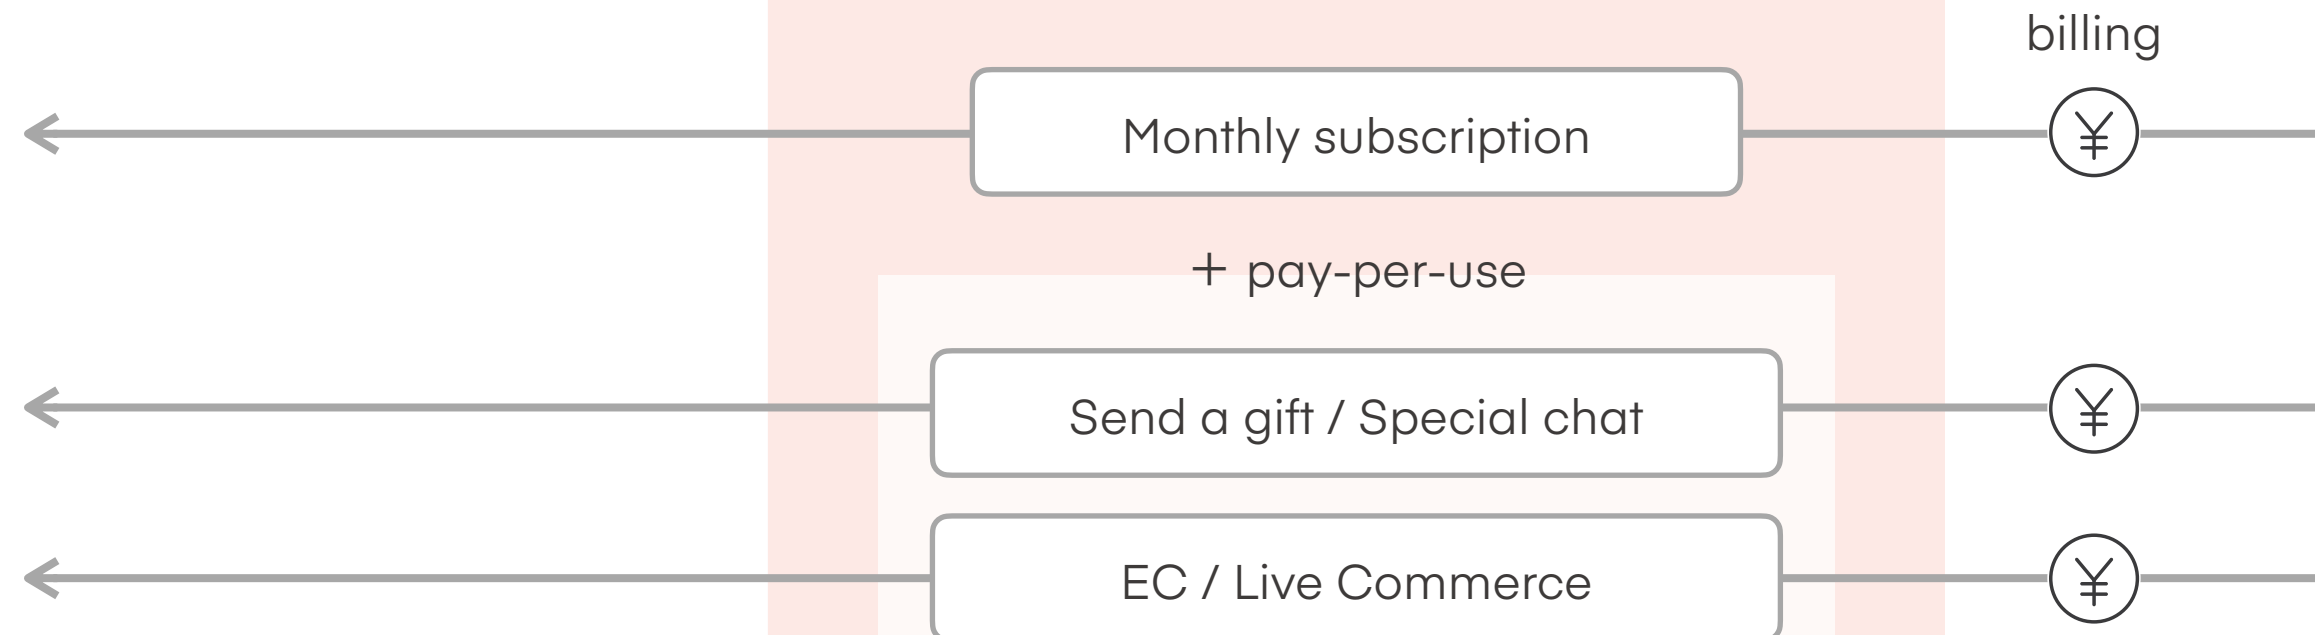 billing
Monthly subscription
¥
+ pay-per-use
Send a gift / Special chat
¥
EC / Live Commerce
¥